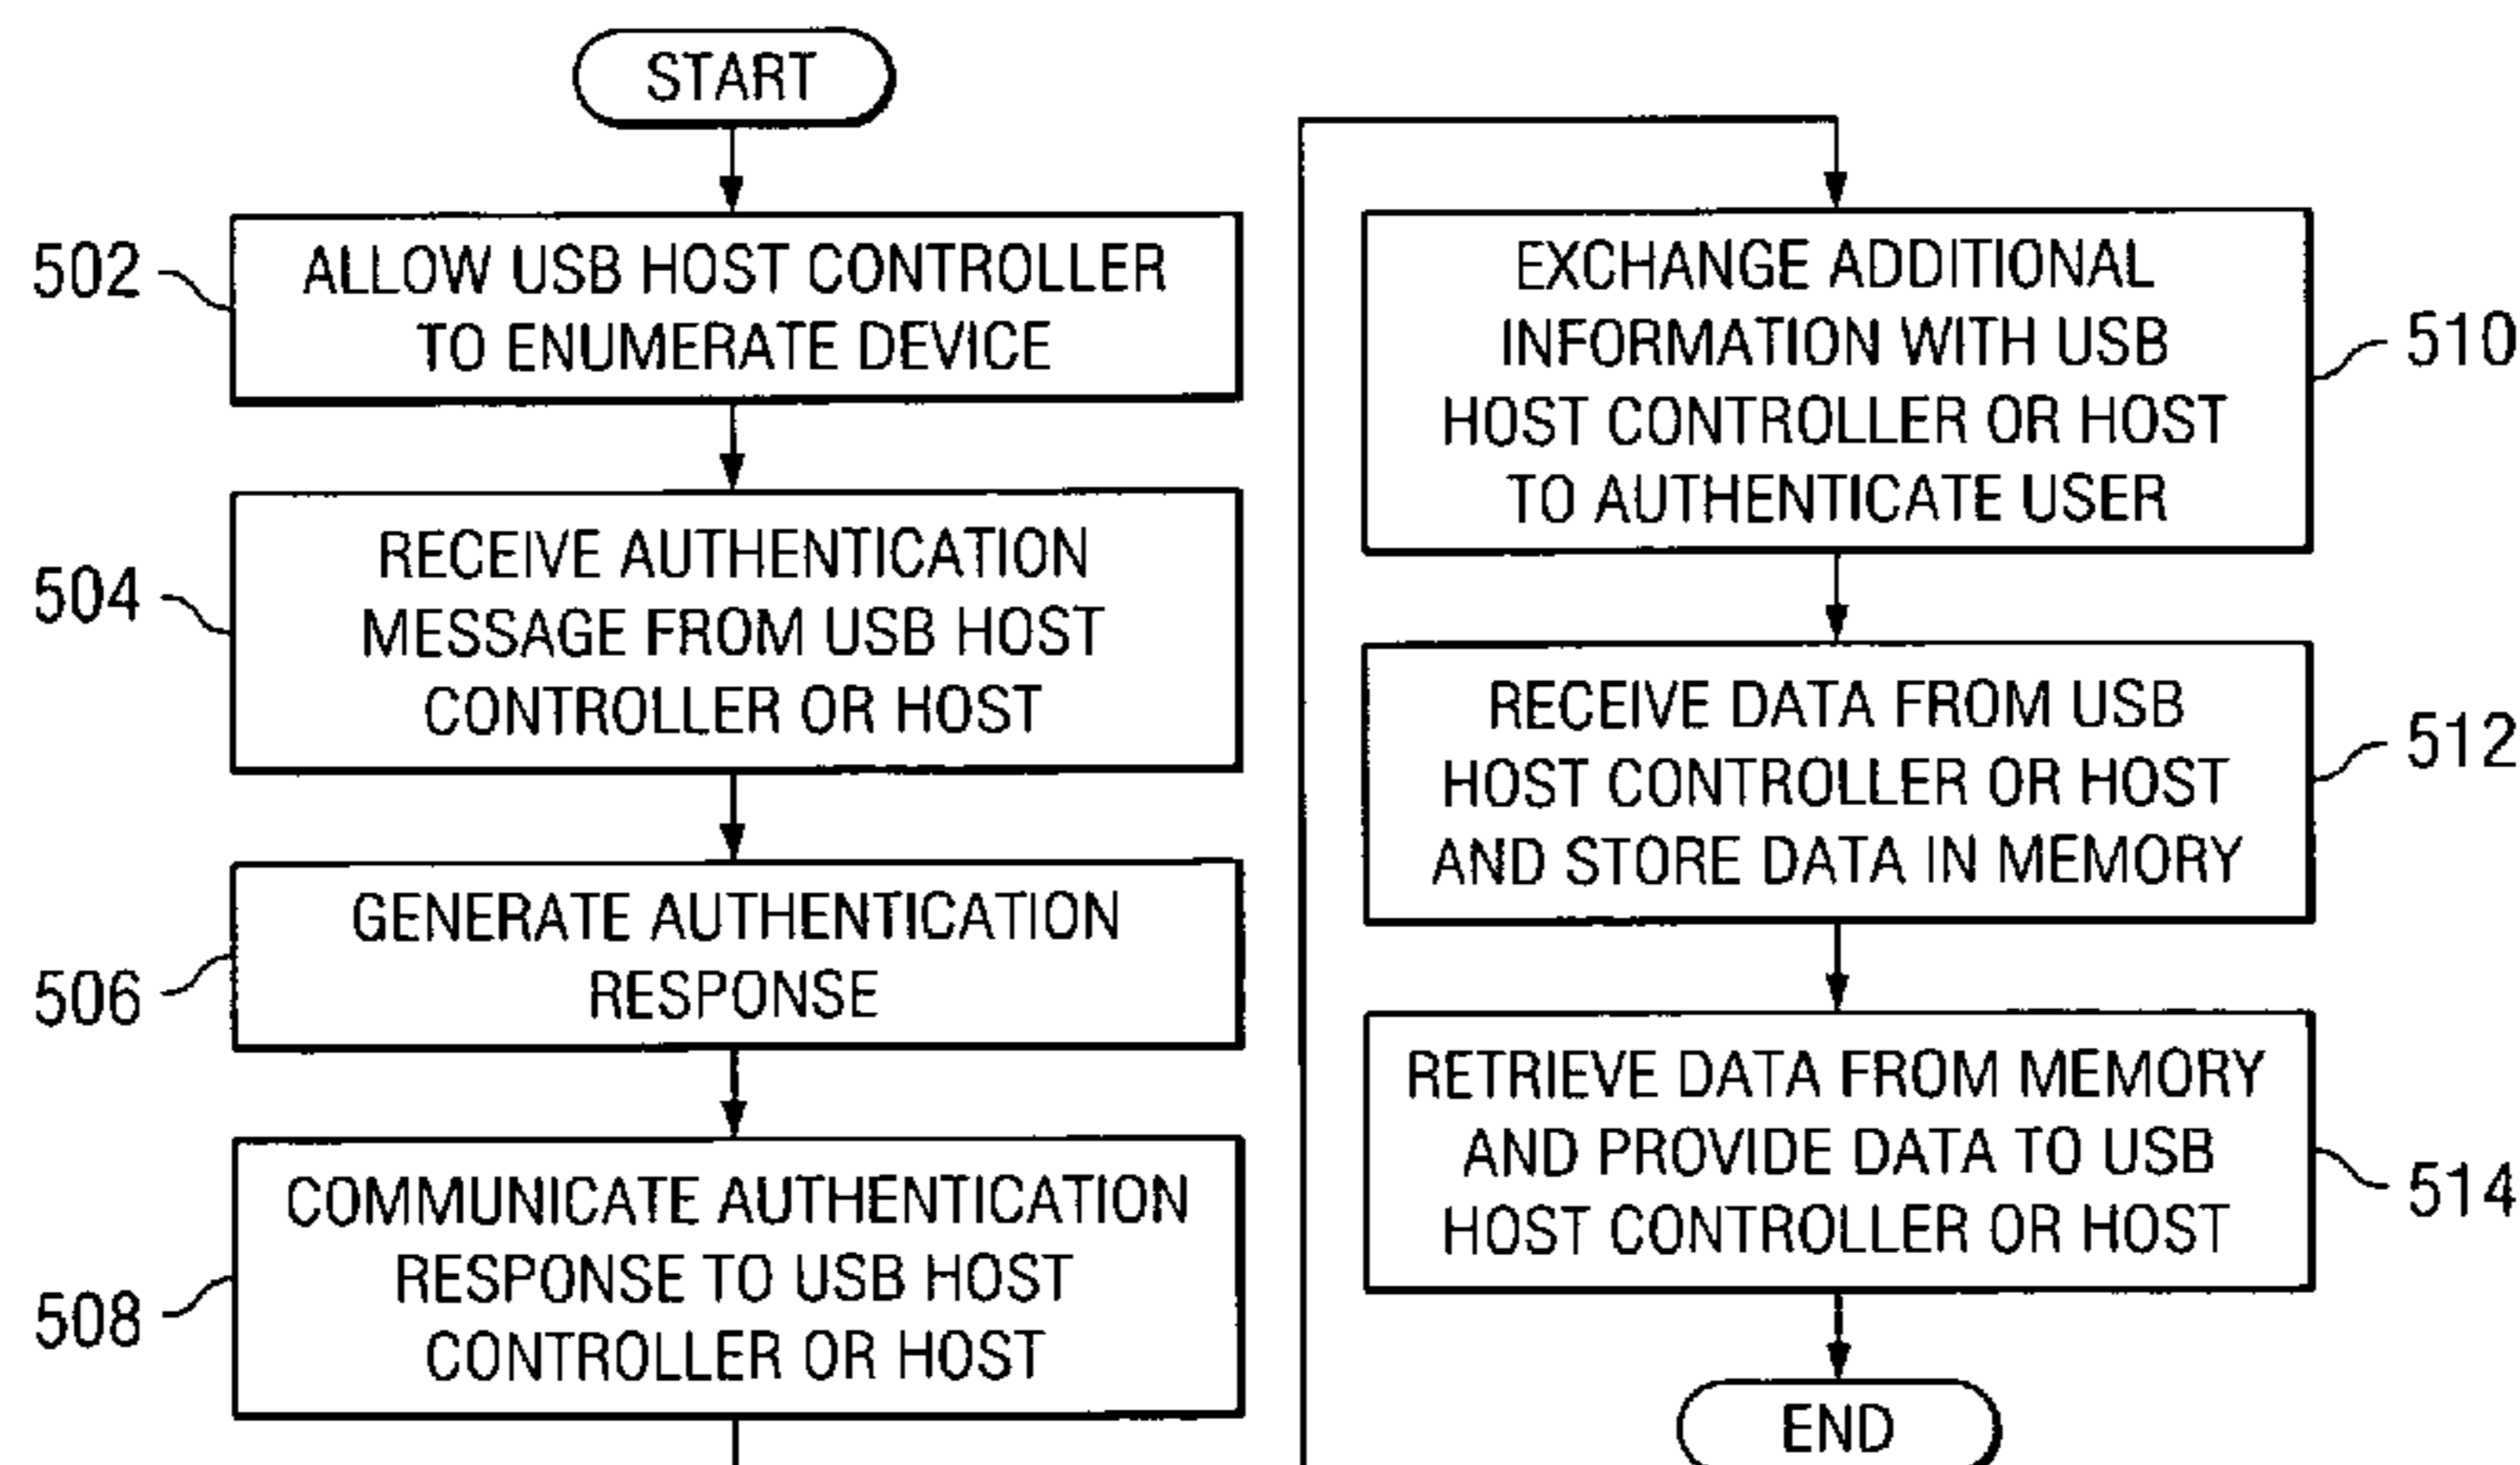 START
502
ALLOW USB HOST CONTROLLER
TO ENUMERATE DEVICE
504
RECEIVE AUTHENTICATION
MESSAGE FROM USB HOST
CONTROLLER OR HOST
506
GENERATE AUTHENTICATION
RESPONSE
508
COMMUNICATE AUTHENTICATION
RESPONSE TO USB HOST
CONTROLLER OR HOST
EXCHANGE ADDITIONAL
INFORMATION WITH USB
HOST CONTROLLER OR HOST
TO AUTHENTICATE USER
510
RECEIVE DATA FROM USB
HOST CONTROLLER OR HOST
AND STORE DATA IN MEMORY
512
RETRIEVE DATA FROM MEMORY
AND PROVIDE DATA TO USB
HOST CONTROLLER OR HOST
514
END